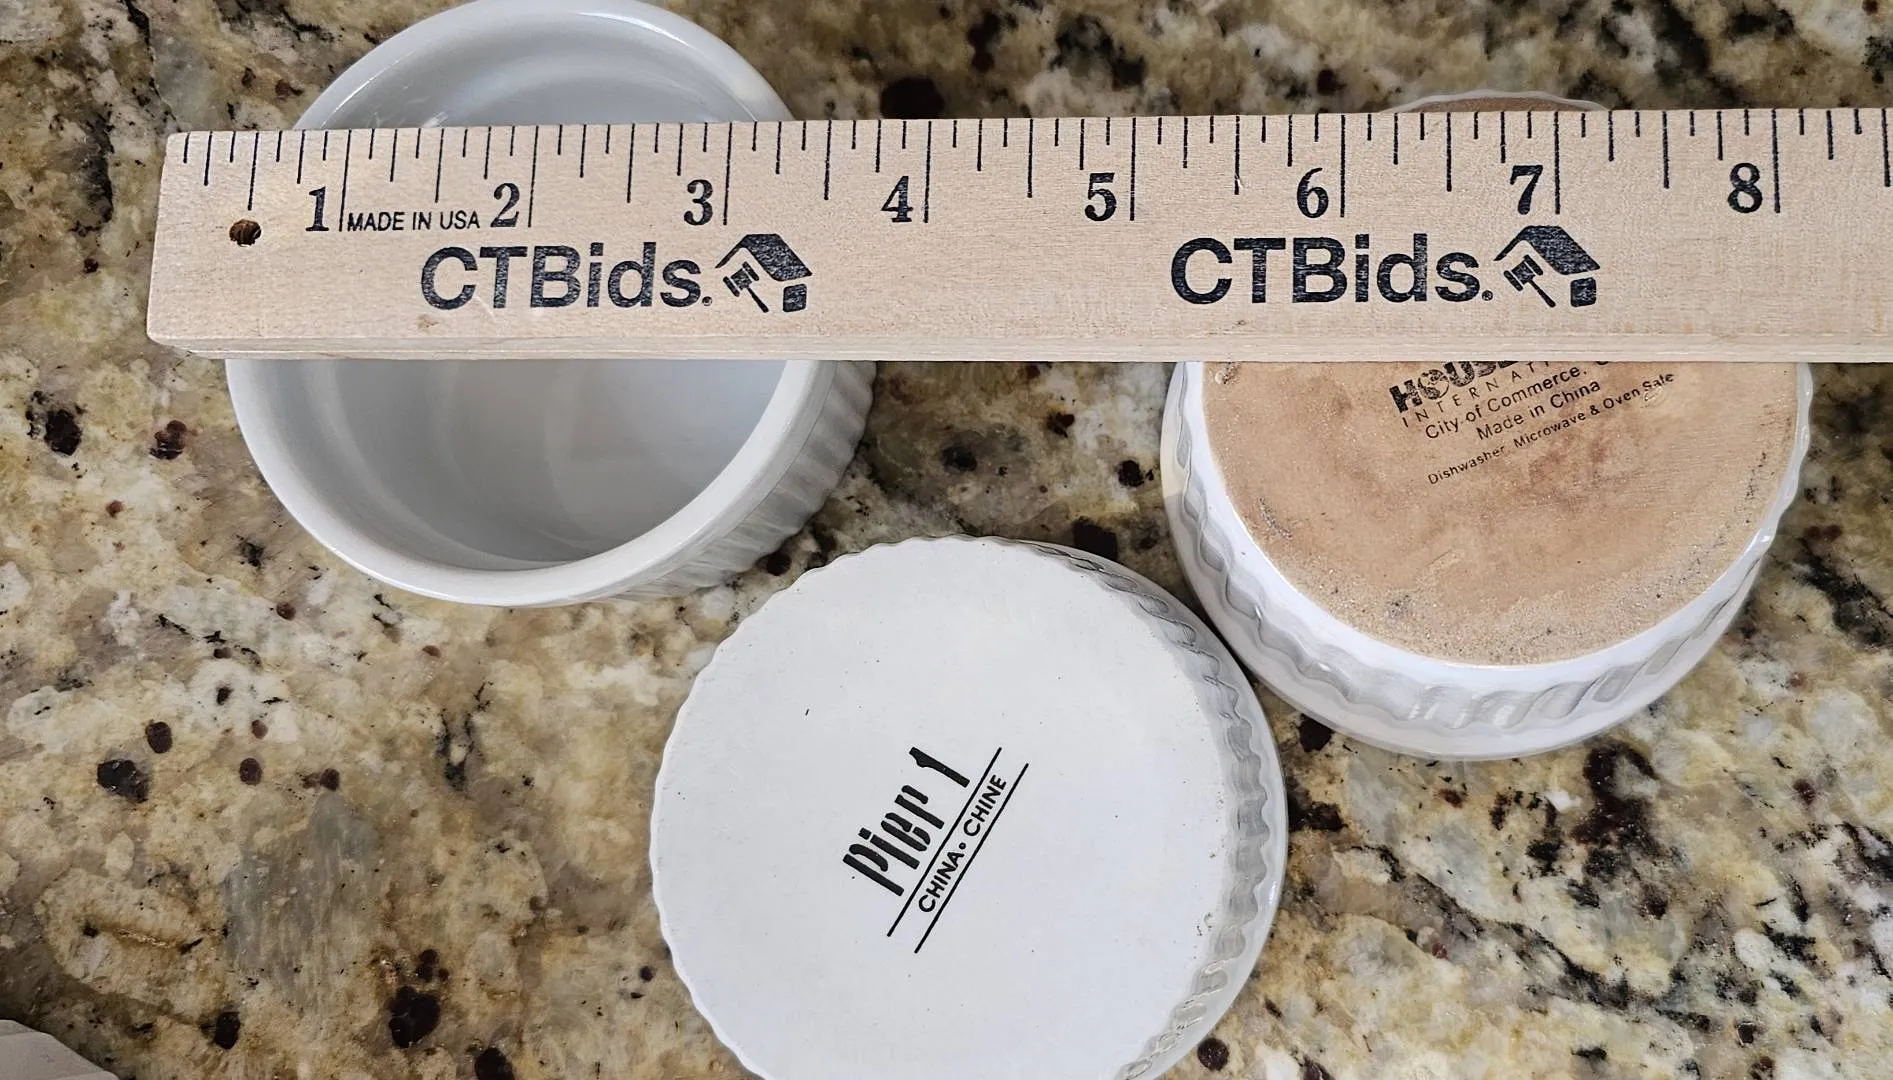 1 2 3 4 5 6 7 8
MADE IN USA
CTBids. CTBids.
INTERNATI
City of Commerce,
Made in China
Dishwasher, Microwave & Oven Safe
Pier 1
CHINA • CHINE